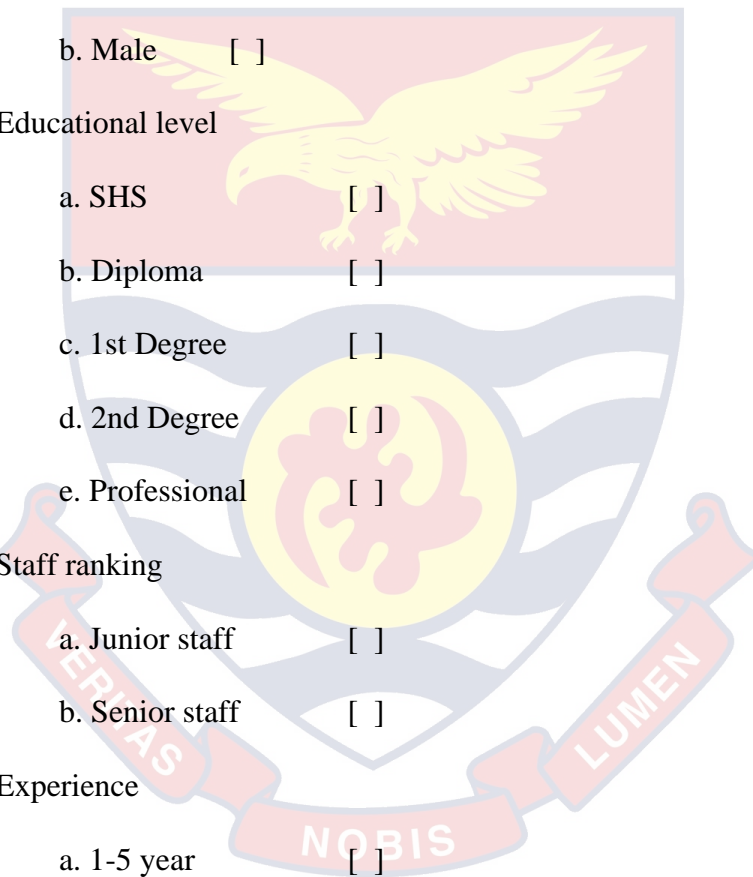 b. Male [ ]
Educational level
a. SHS [ ]
b. Diploma [ ]
c. 1st Degree [ ]
d. 2nd Degree [ ]
e. Professional [ ]
Staff ranking
a. Junior staff [ ]
b. Senior staff [ ]
Experience
a. 1-5 year [ ]
VERITAS NOBIS LUMEN